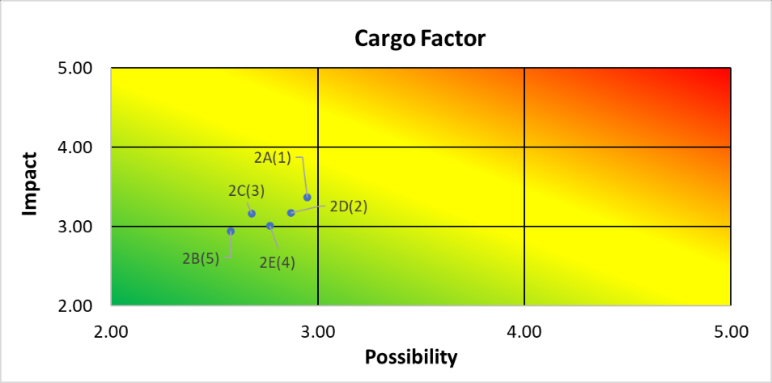 Cargo Factor
5.00
4.00
3.00
2.00
Impact
2A(1)
2C(3)
2D(2)
2B(5)
2E(4)
2.00
3.00
4.00
5.00
Possibility